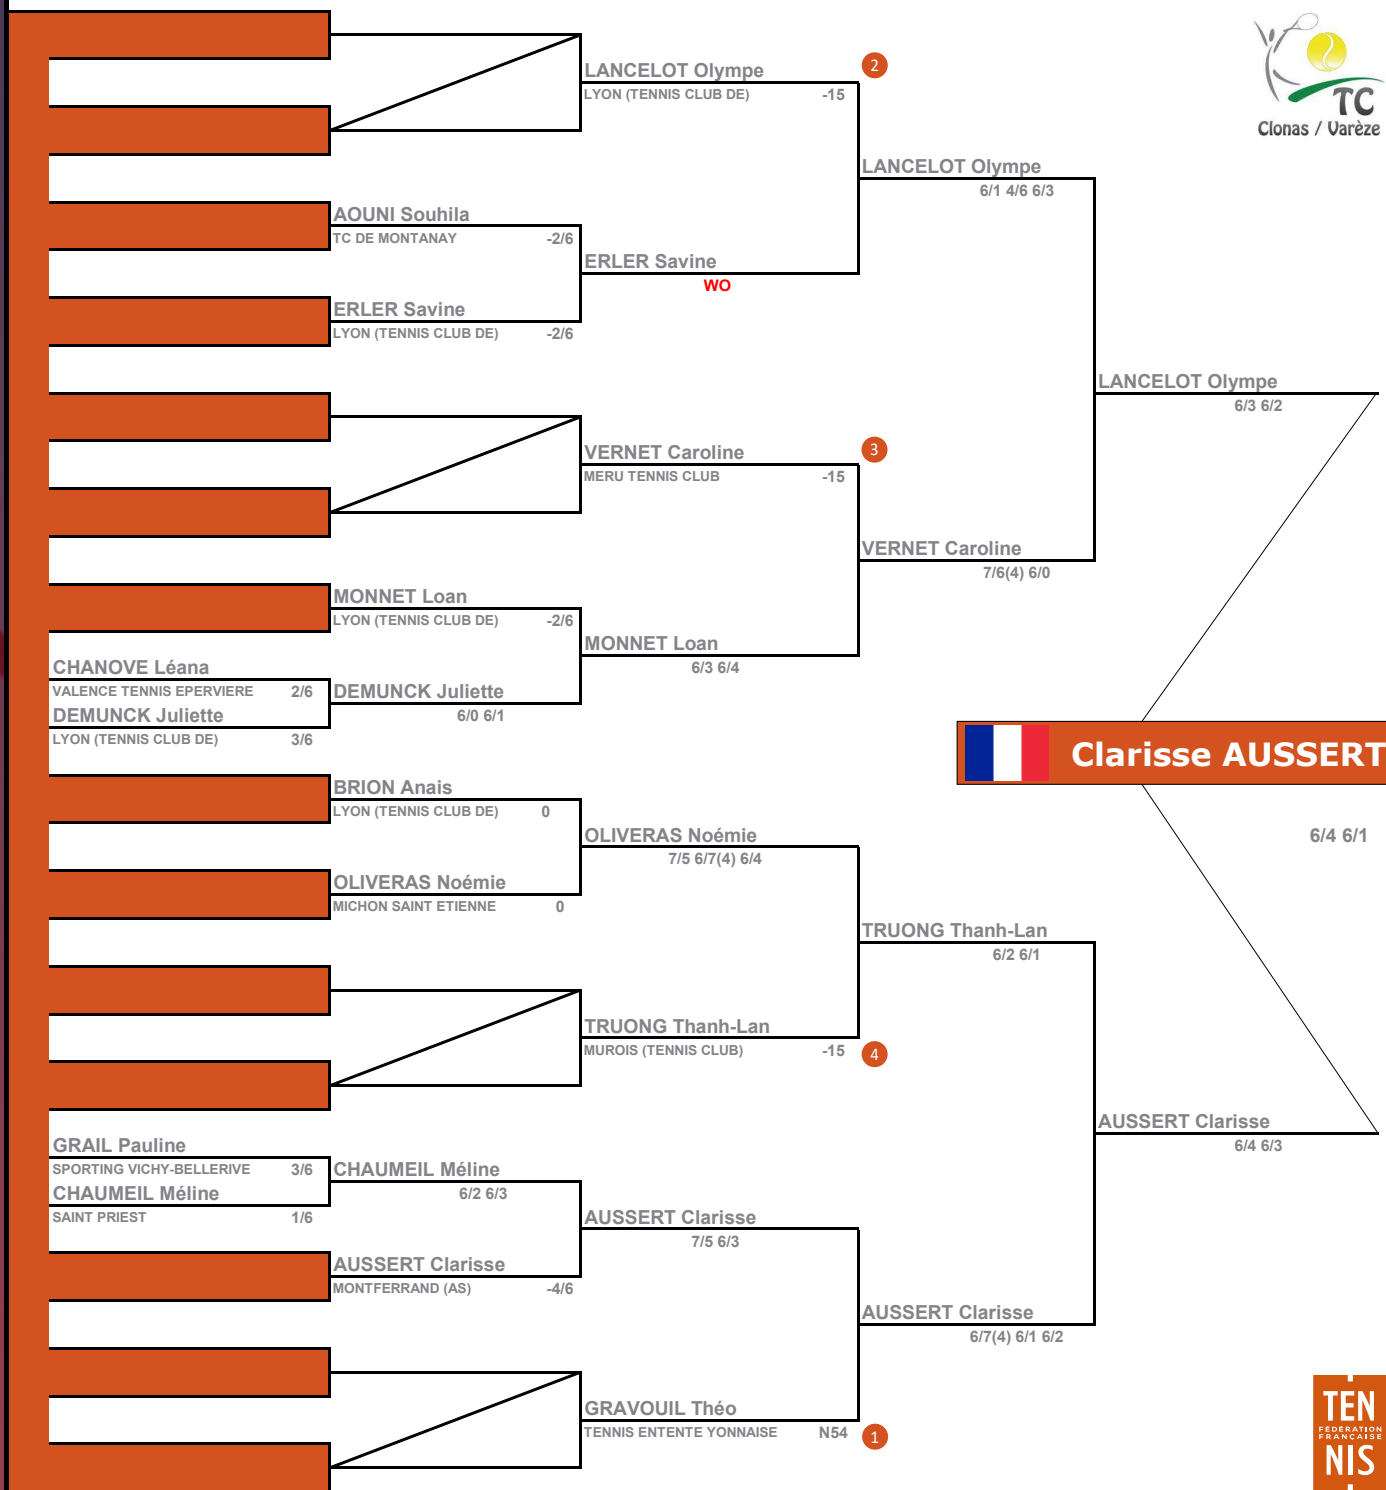 TC
Clonas / Varèze
LANCELOT Olympe
2
LYON (TENNIS CLUB DE) -15
LANCELOT Olympe
6/1 4/6 6/3
AOUNI Souhila
TC DE MONTANAY -2/6
ERLER Savine
WO
ERLER Savine
LYON (TENNIS CLUB DE) -2/6
LANCELOT Olympe
6/3 6/2
VERNET Caroline
3
MERU TENNIS CLUB -15
VERNET Caroline
7/6(4) 6/0
MONNET Loan
LYON (TENNIS CLUB DE) -2/6
MONNET Loan
6/3 6/4
CHANOVE Léana
VALENCE TENNIS EPERVIERE 2/6
DEMUNCK Juliette
6/0 6/1
DEMUNCK Juliette
LYON (TENNIS CLUB DE) 3/6
Clarisse AUSSERT
6/4 6/1
BRION Anais
LYON (TENNIS CLUB DE) 0
OLIVERAS Noémie
7/5 6/7(4) 6/4
OLIVERAS Noémie
MICHON SAINT ETIENNE 0
TRUONG Thanh-Lan
6/2 6/1
TRUONG Thanh-Lan
MUROIS (TENNIS CLUB) -15
4
AUSSERT Clarisse
6/4 6/3
GRAIL Pauline
SPORTING VICHY-BELLERIVE 3/6
CHAUMEIL Méline
6/2 6/3
CHAUMEIL Méline
SAINT PRIEST 1/6
AUSSERT Clarisse
7/5 6/3
AUSSERT Clarisse
MONTFERRAND (AS) -4/6
AUSSERT Clarisse
6/7(4) 6/1 6/2
GRAVOUIL Théo
TENNIS ENTENTE YONNAISE N54
1
TEN
FÉDÉRATION
FRANÇAISE
NIS